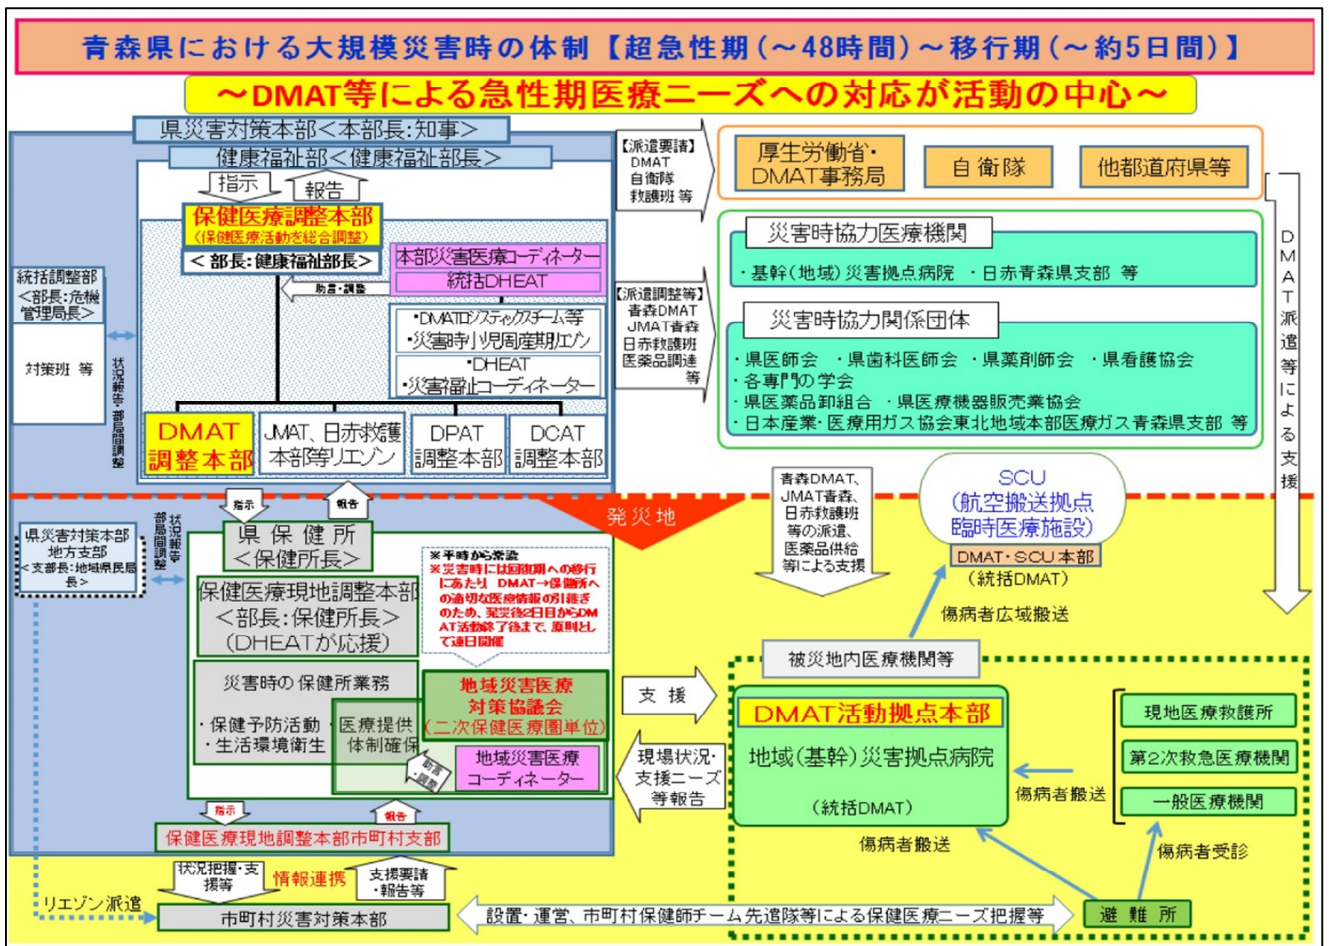 青森県における大規模災害時の体制【超急性期(～48時間)～移行期(～約5日間)】
～DMAT等による急性期医療ニーズへの対応が活動の中心～
県災害対策本部<本部長:知事>
健康福祉部<健康福祉部長>
指示
報告
保健医療調整本部
(保健医療活動を総合調整)
<部長:健康福祉部長>
本部災害医療コーディネーター
統括DHEAT
助言・調整
・DMATロジスティックスチーム等
・災害時小児周産期リエゾン
・DHEAT
・災害福祉コーディネーター
統括調整部
<部長:危機
管理局長>
対策班 等
状況報告・部局間調整
DMAT
調整本部
JMAT、日赤救護
本部等リエゾン
DPAT
調整本部
DCAT
調整本部
【派遣要請】
DMAT
自衛隊
救護班 等
厚生労働省・
DMAT事務局
自衛隊
他都道府県等
【派遣調整等】
青森DMAT
JMAT青森
日赤救護班
医薬品調達
等
災害時協力医療機関
・基幹(地域)災害拠点病院 ・日赤青森県支部 等
災害時協力関係団体
・県医師会 ・県歯科医師会 ・県薬剤師会 ・県看護協会
・各専門の学会
・県医薬品卸組合 ・県医療機器販売業協会
・日本産業・医療用ガス協会東北地域本部医療ガス青森県支部 等
DMAT派遣等による支援
指示
報告
発災地
青森DMAT、
JMAT青森、
日赤救護班
等の派遣、
医薬品供給
等による支援
SCU
(航空搬送拠点
臨時医療施設)
DMAT・SCU本部
(統括DMAT)
傷病者広域搬送
県災害対策本部
地方支部
<支部長:地域県民局
長>
状況報告
部局間調整
県保健所
<保健所長>
保健医療現地調整本部
<部長:保健所長>
(DHEATが応援)
※平時から常設
※災害時には回復期への移行
にあたり、DMAT→保健所へ
の適切な医療情報の引継ぎ
のため、発災後2日目からDM
AT活動終了後まで、原則とし
て連日開催
災害時の保健所業務
・保健予防活動
・生活環境衛生
・医療提供
体制確保
地域災害医療
対策協議会
(二次保健医療圏単位)
助言・調整
地域災害医療
コーディネーター
支援
現場状況・
支援ニーズ
等報告
被災地内医療機関等
DMAT活動拠点本部
地域(基幹)災害拠点病院
(統括DMAT)
傷病者搬送
現地医療救護所
第2次救急医療機関
一般医療機関
傷病者搬送
傷病者受診
指示
報告
保健医療現地調整本部市町村支部
状況把握・支
援等
情報連携
支援要請
・報告等
リエゾン派遣
市町村災害対策本部
設置・運営、市町村保健師チーム先遣隊等による保健医療ニーズ把握等
避難所